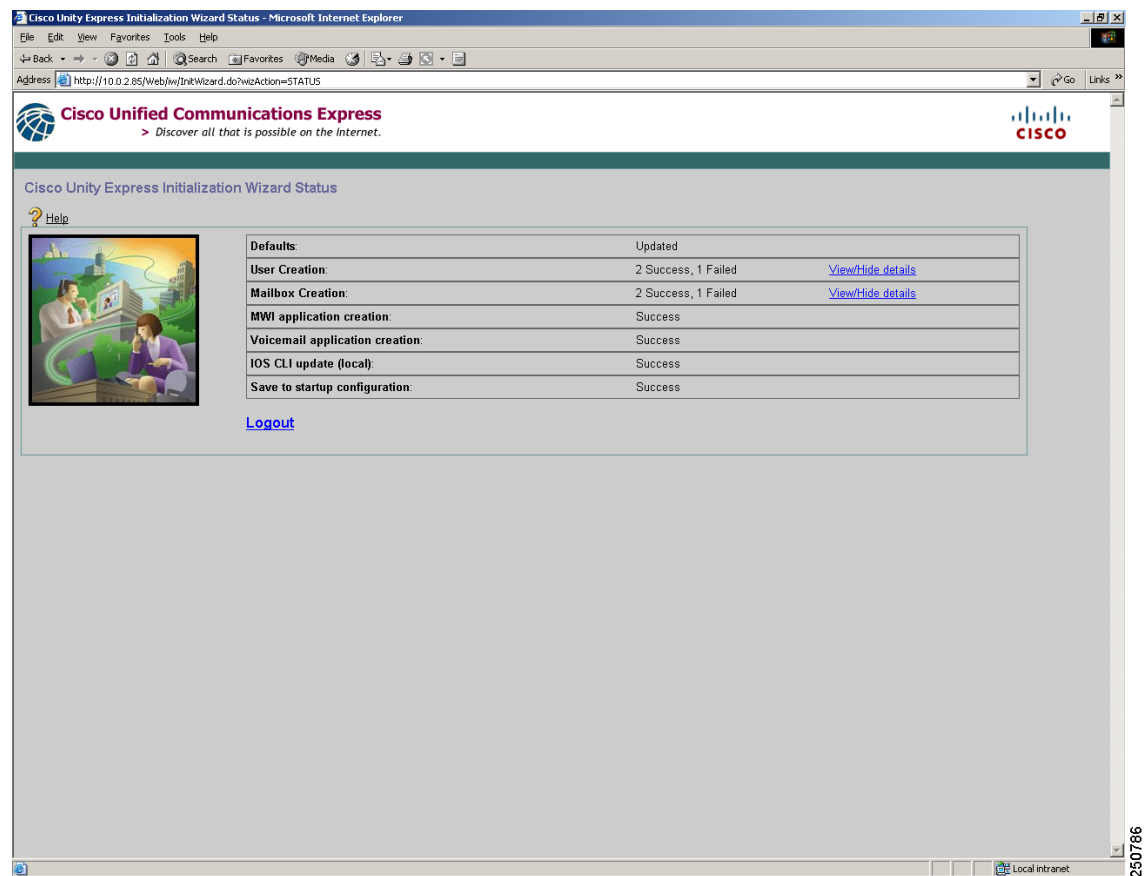 Cisco Unity Express Initialization Wizard Status - Microsoft Internet Explorer
File Edit View Favorites Tools Help
Back Search Favorites Media
Address http://10.0.2.85/Web/iw/InitWizard.do?wizAction=STATUS Go Links »
Cisco Unified Communications Express
> Discover all that is possible on the Internet.
CISCO
Cisco Unity Express Initialization Wizard Status
Help
Defaults: Updated
User Creation: 2 Success, 1 Failed View/Hide details
Mailbox Creation: 2 Success, 1 Failed View/Hide details
MWI application creation: Success
Voicemail application creation: Success
IOS CLI update (local): Success
Save to startup configuration: Success
Logout
Local intranet
250786